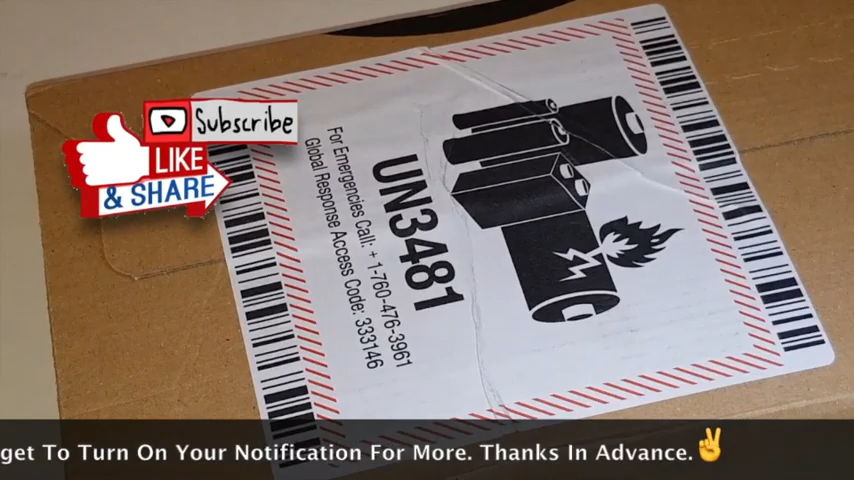 Subscribe
LIKE
& SHARE
UN3481
For Emergencies Call: +1-760-476-3961
Global Response Access Code: 333146
get To Turn On Your Notification For More. Thanks In Advance.✌